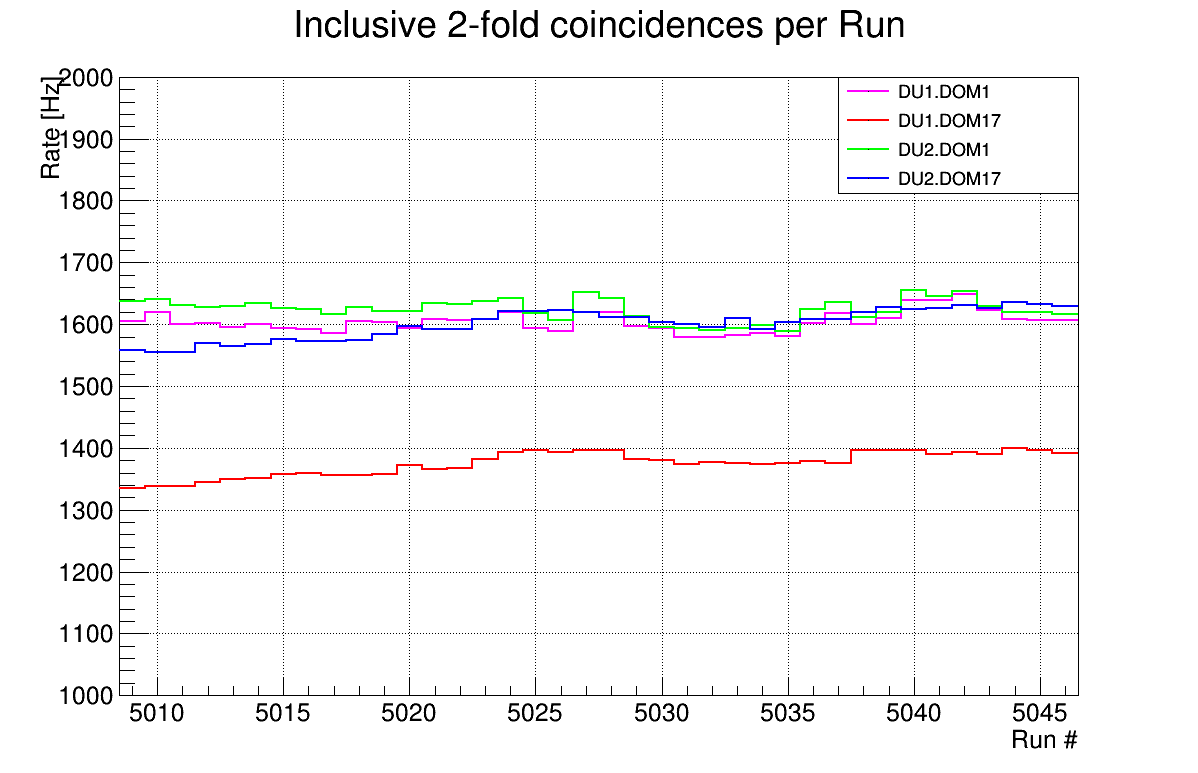 Inclusive 2-fold coincidences per Run
Rate [Hz]
2000
1900
1800
1700
1600
1500
1400
1300
1200
1100
1000
DU1.DOM1
DU1.DOM17
DU2.DOM1
DU2.DOM17
5010 5015 5020 5025 5030 5035 5040 5045
Run #